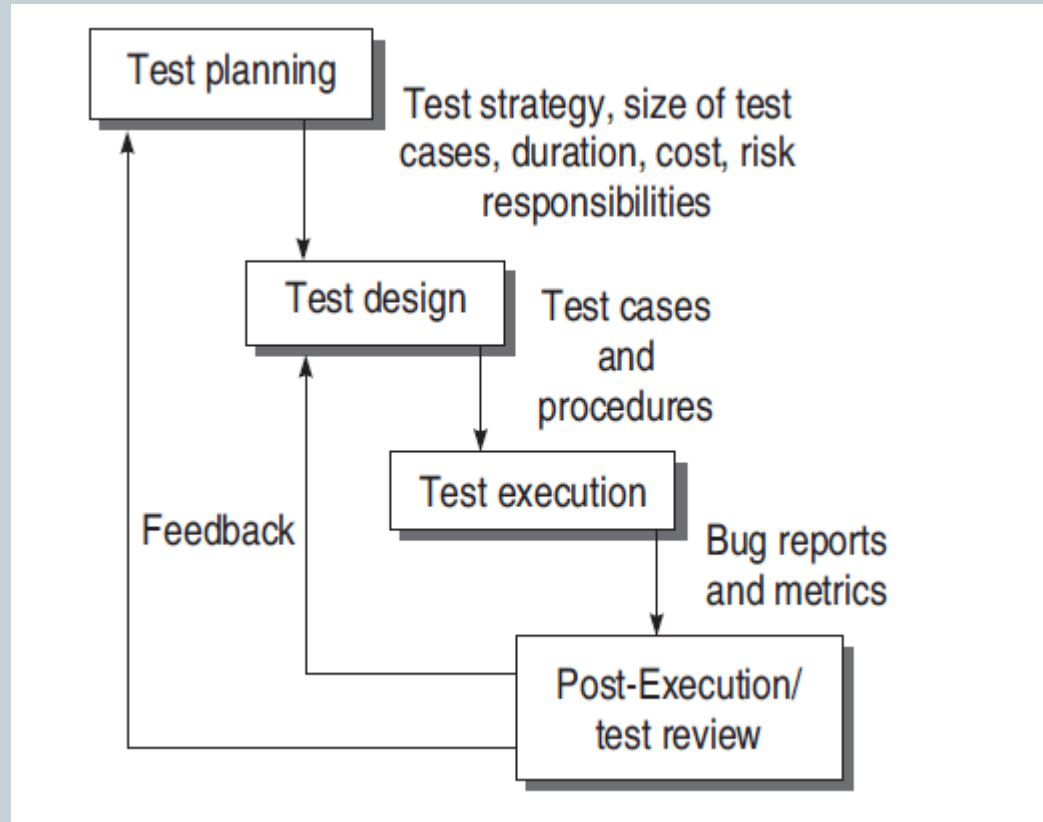 Test planning
Test strategy, size of test
cases, duration, cost, risk
responsibilities
Test design
Test cases
and
procedures
Test execution
Feedback
Bug reports
and metrics
Post-Execution/
test review